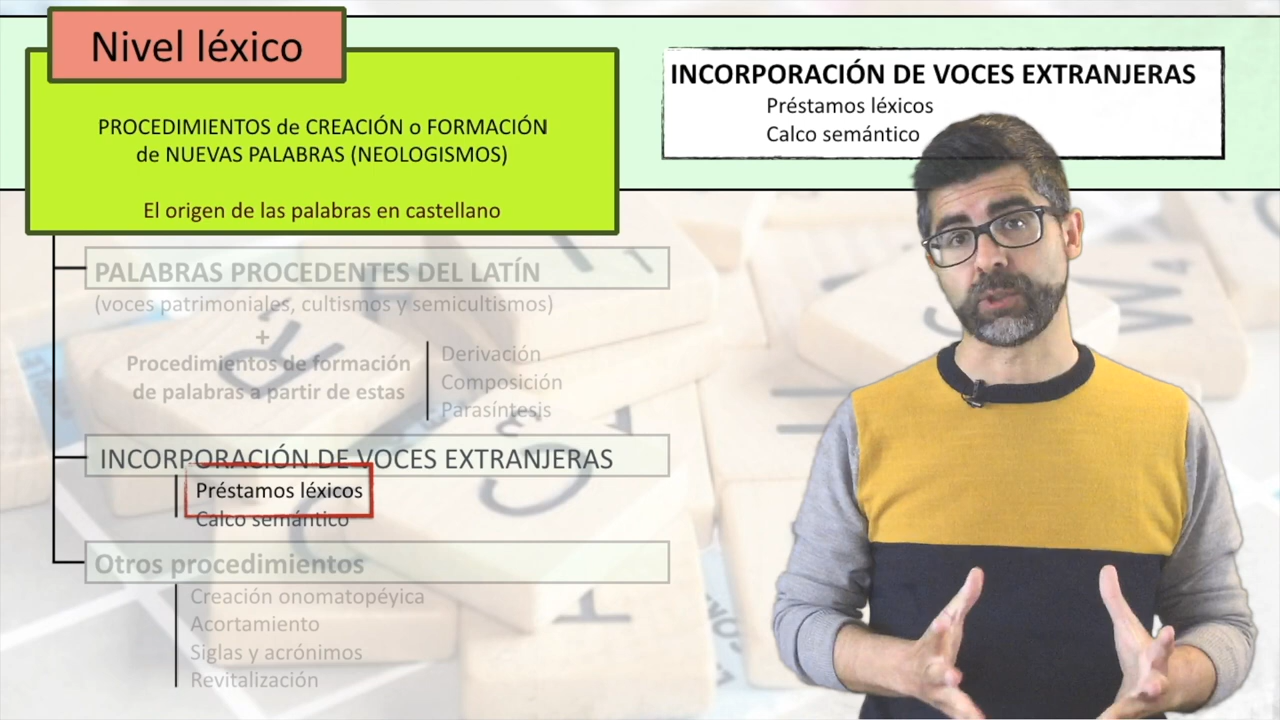 Nivel léxico
PROCEDIMIENTOS de CREACIÓN o FORMACIÓN
de NUEVAS PALABRAS (NEOLOGISMOS)
El origen de las palabras en castellano
INCORPORACIÓN DE VOCES EXTRANJERAS
Préstamos léxicos
Calco semántico
PALABRAS PROCEDENTES DEL LATÍN
(voces patrimoniales, cultismos y semicultismos)
+
Procedimientos de formación
de palabras a partir de estas
Derivación
Composición
Parasíntesis
INCORPORACIÓN DE VOCES EXTRANJERAS
Préstamos léxicos
Calco semántico
Otros procedimientos
Creación onomatopéyica
Acortamiento
Siglas y acrónimos
Revitalización